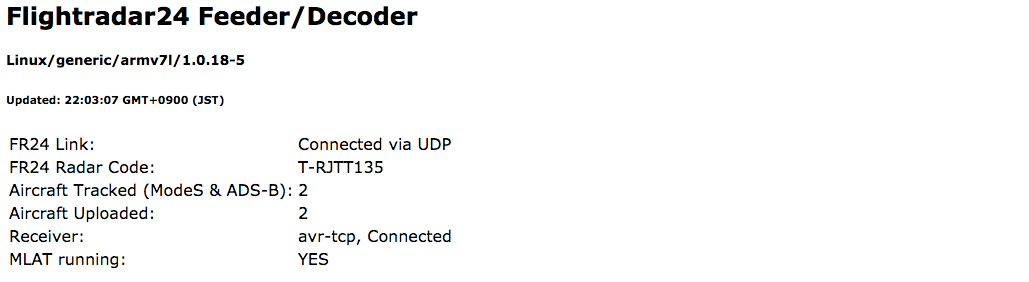 Flightradar24 Feeder/Decoder
Linux/generic/armv7l/1.0.18-5
Updated: 22:03:07 GMT+0900 (JST)
FR24 Link: Connected via UDP
FR24 Radar Code: T-RJTT135
Aircraft Tracked (ModeS & ADS-B): 2
Aircraft Uploaded: 2
Receiver: avr-tcp, Connected
MLAT running: YES